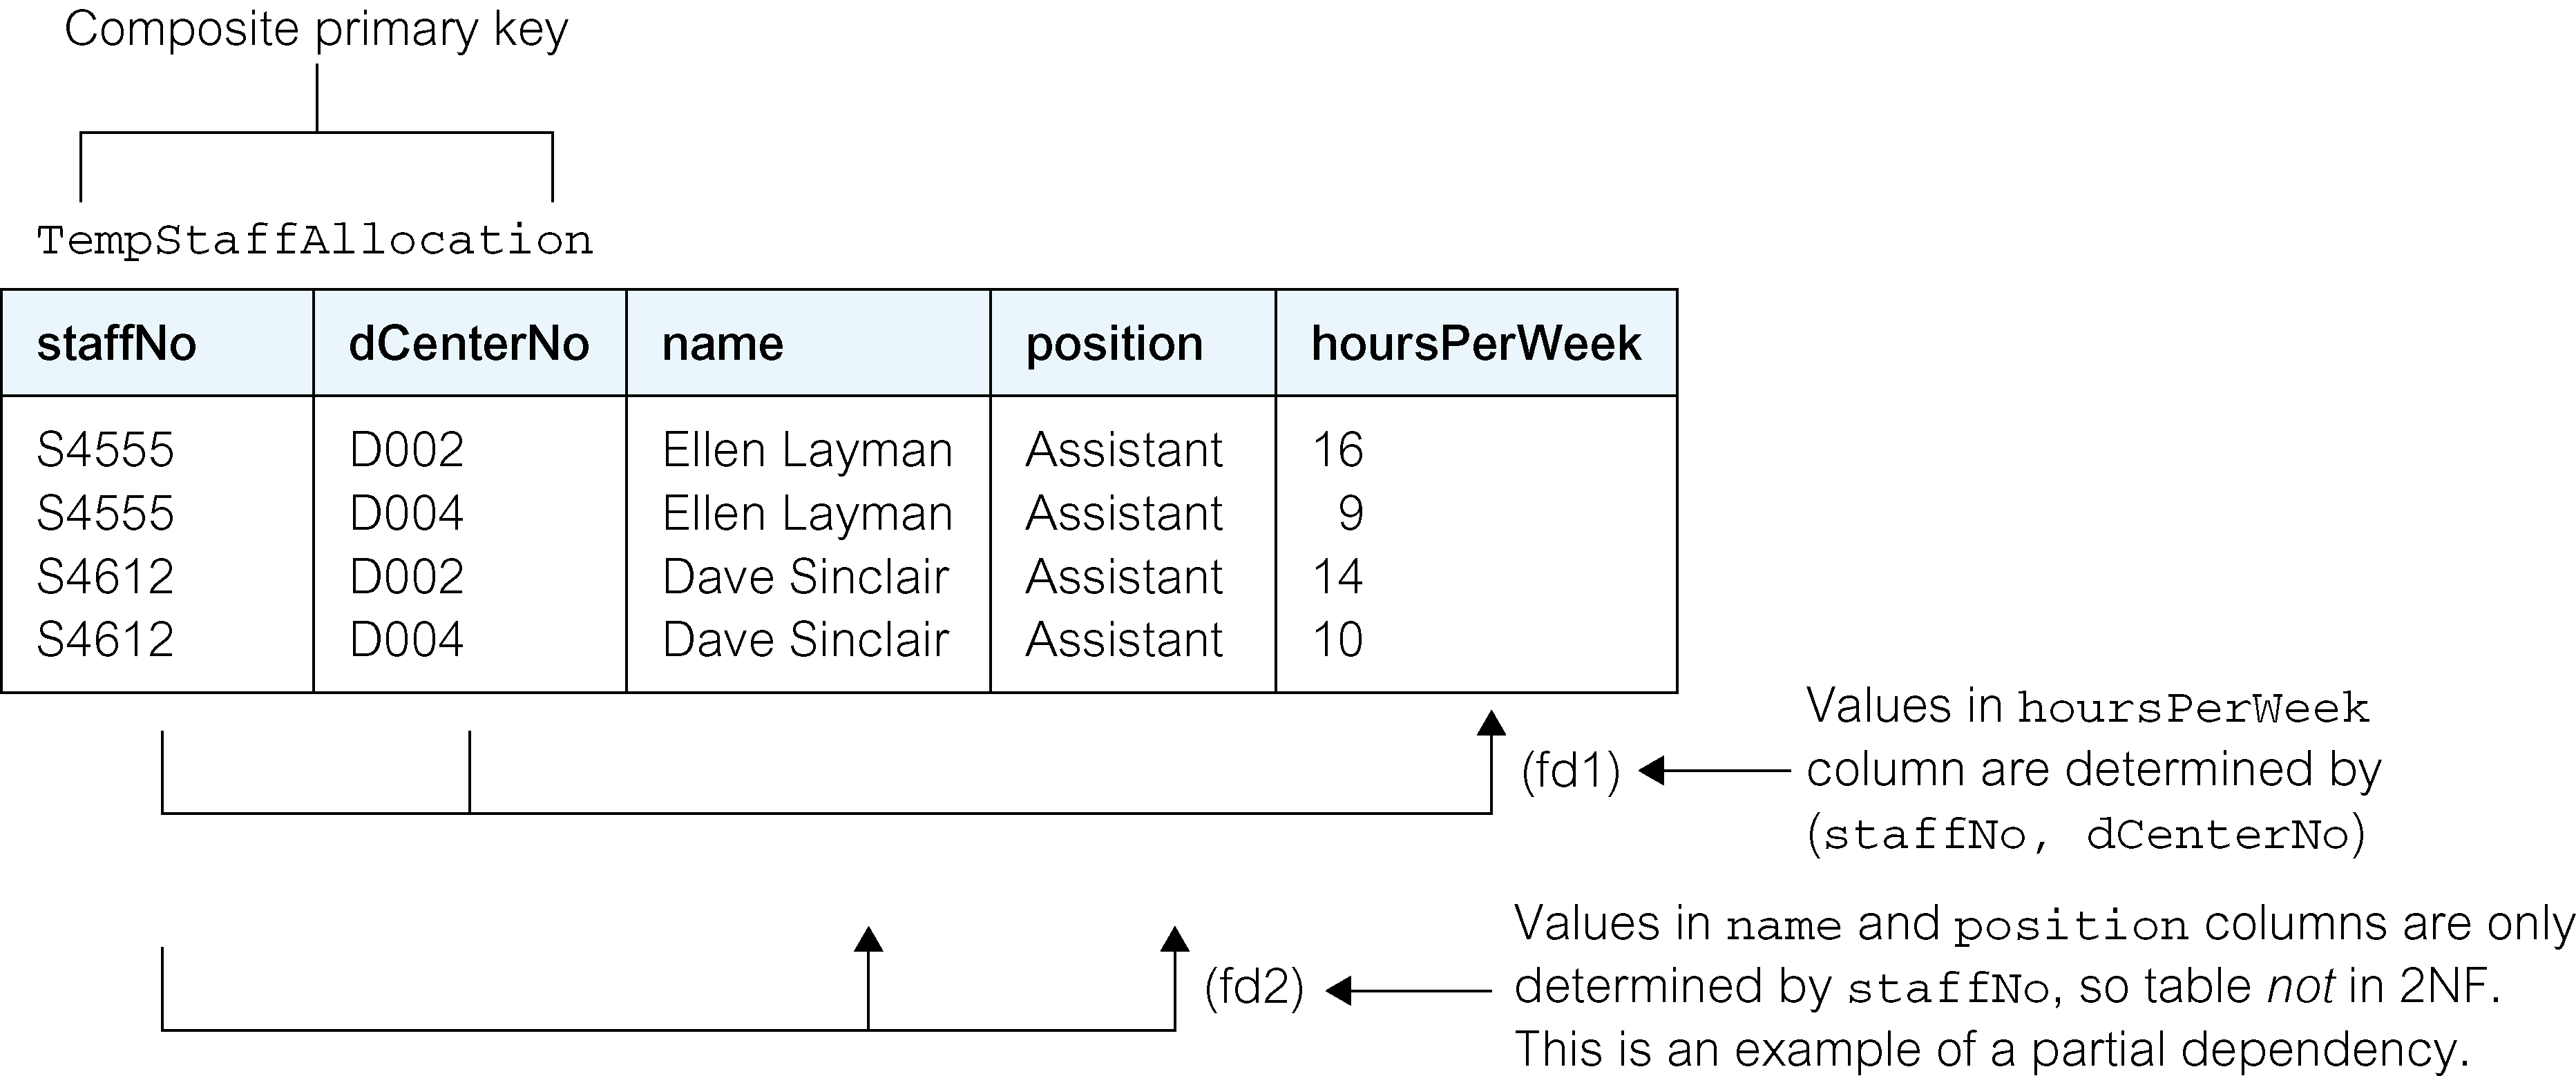 Composite primary key
TempStaffAllocation
staffNo dCenterNo name position hoursPerWeek
S4555 D002 Ellen Layman Assistant 16
S4555 D004 Ellen Layman Assistant 9
S4612 D002 Dave Sinclair Assistant 14
S4612 D004 Dave Sinclair Assistant 10
(fd1)
Values in hoursPerWeek
column are determined by
(staffNo, dCenterNo)
(fd2)
Values in name and position columns are only
determined by staffNo, so table not in 2NF.
This is an example of a partial dependency.